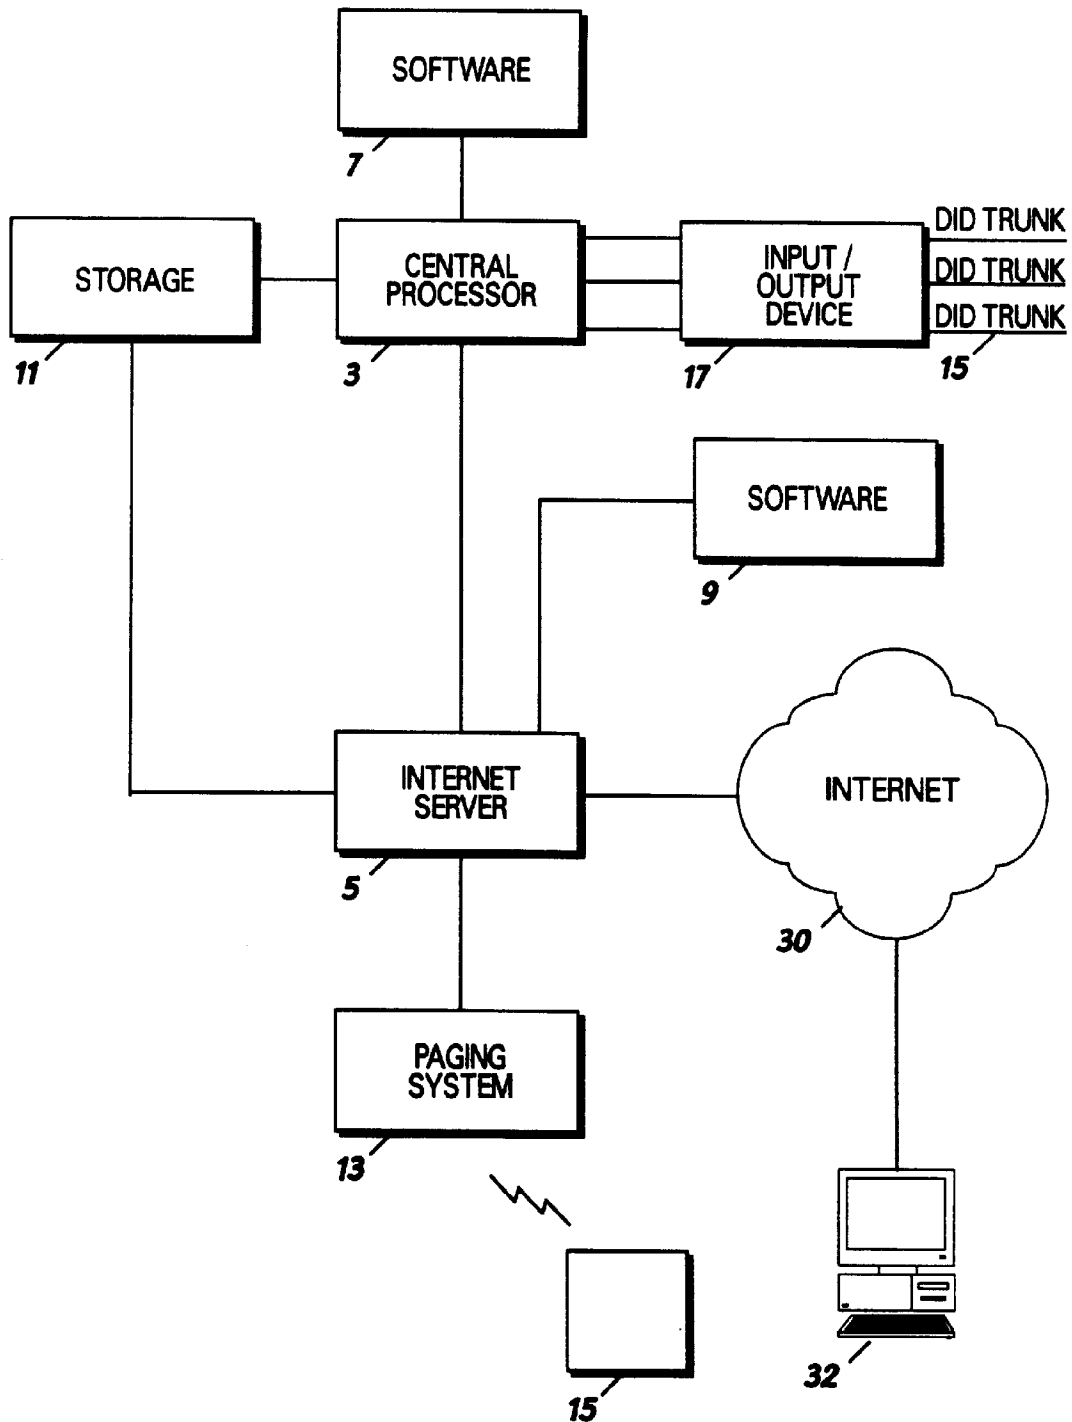 SOFTWARE
7
STORAGE
11
CENTRAL
PROCESSOR
3
INPUT /
OUTPUT
DEVICE
17
DID TRUNK
DID TRUNK
DID TRUNK
15
SOFTWARE
9
INTERNET
SERVER
5
INTERNET
30
PAGING
SYSTEM
13
15
32